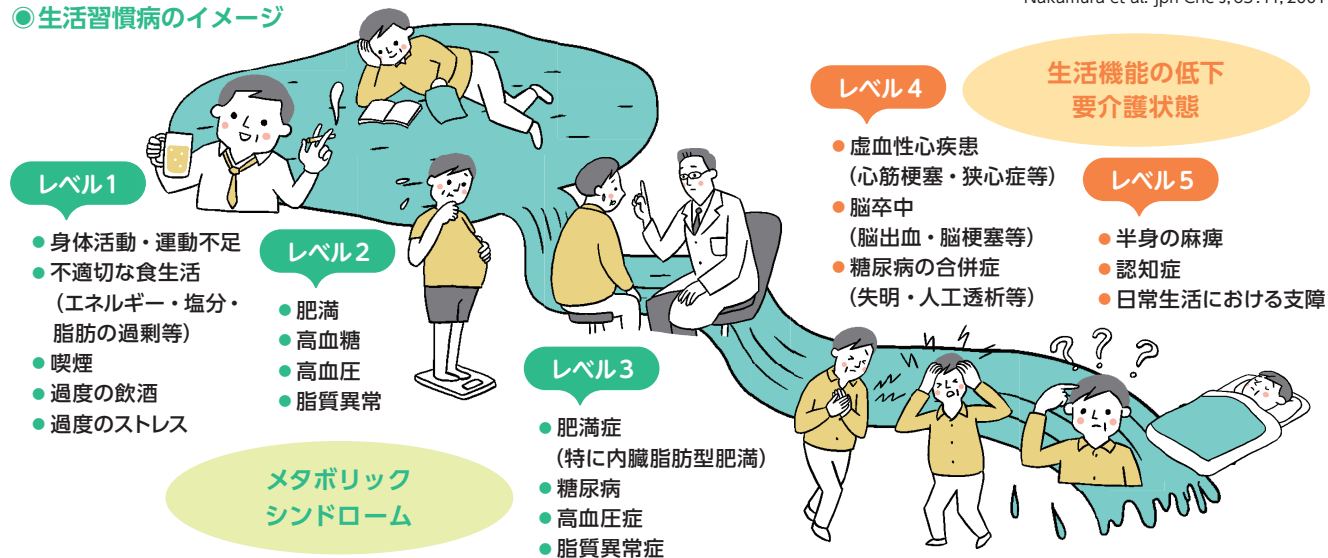 ◉生活習慣病のイメージ
レベル1
●身体活動・運動不足
●不適切な食生活
（エネルギー・塩分・
脂肪の過剰等）
●喫煙
●過度の飲酒
●過度のストレス
レベル2
●肥満
●高血糖
●高血圧
●脂質異常
メタボリック
シンドローム
レベル3
●肥満症
（特に内臓脂肪型肥満）
●糖尿病
●高血圧症
●脂質異常症
レベル4
●虚血性心疾患
（心筋梗塞・狭心症等）
●脳卒中
（脳出血・脳梗塞等）
●糖尿病の合併症
（失明・人工透析等）
生活機能の低下
要介護状態
レベル5
●半身の麻痺
●認知症
●日常生活における支障
? ? ?